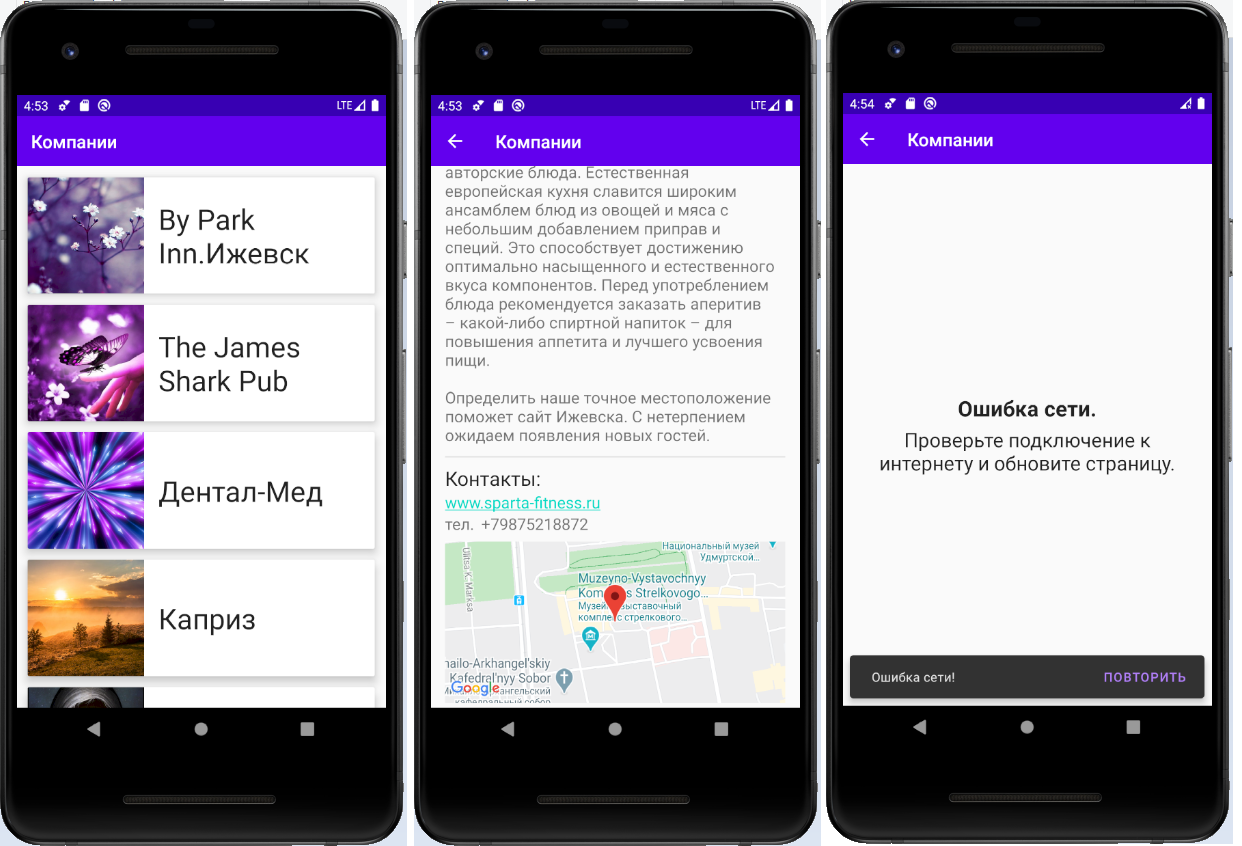 4:53
LTE
Компании
By Park
Inn.Ижевск
The James
Shark Pub
Дентал-Мед
Каприз
4:53
LTE
Компании
авторские блюда. Естественная
европейская кухня славится широким
ансамблем блюд из овощей и мяса с
небольшим добавлением приправ и
специй. Это способствует достижению
оптимально насыщенного и естественного
вкуса компонентов. Перед употреблением
блюда рекомендуется заказать аперитив
– какой-либо спиртной напиток – для
повышения аппетита и лучшего усвоения
пищи.
Определить наше точное местоположение
поможет сайт Ижевска. С нетерпением
ожидаем появления новых гостей.
Контакты:
www.sparta-fitness.ru
тел. +79875218872
Национальный музей
Удмуртской...
Ulitsa K. Marksa
Muzeyno-Vystavochnyy
Strelkovogo...
комплекс стрелкового...
hailo-Arkhangel'skiy
Kafedral'nyy Sobor
Google
кафедральный собор
4:54
Компании
Ошибка сети.
Проверьте подключение к
интернету и обновите страницу.
Ошибка сети!
ПОВТОРИТЬ